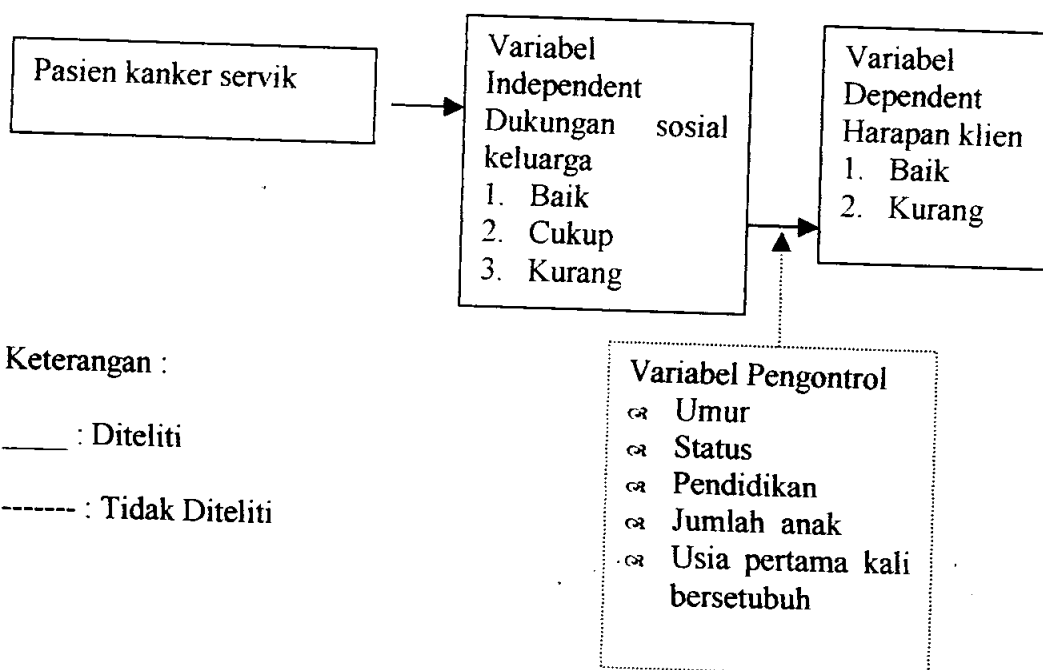 Pasien kanker servik
Variabel
Independent
Dukungan sosial
keluarga
1. Baik
2. Cukup
3. Kurang
Variabel
Dependent
Harapan klien
1. Baik
2. Kurang
Variabel Pengontrol
Umur
Status
Pendidikan
Jumlah anak
Usia pertama kali
bersetubuh
Keterangan :
_____ : Diteliti
------- : Tidak Diteliti